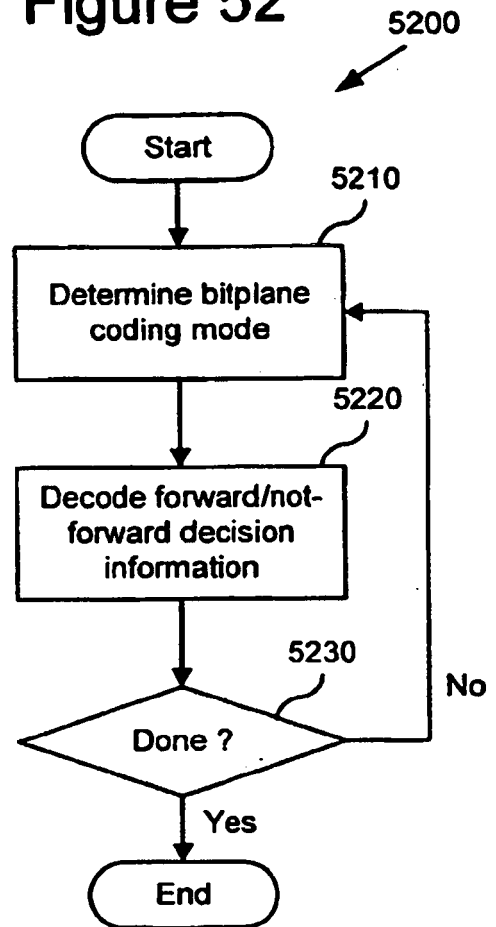 Figure 52
5200
Start
5210
Determine bitplane
coding mode
5220
Decode forward/not-
forward decision
information
5230
Done ?
No
Yes
End